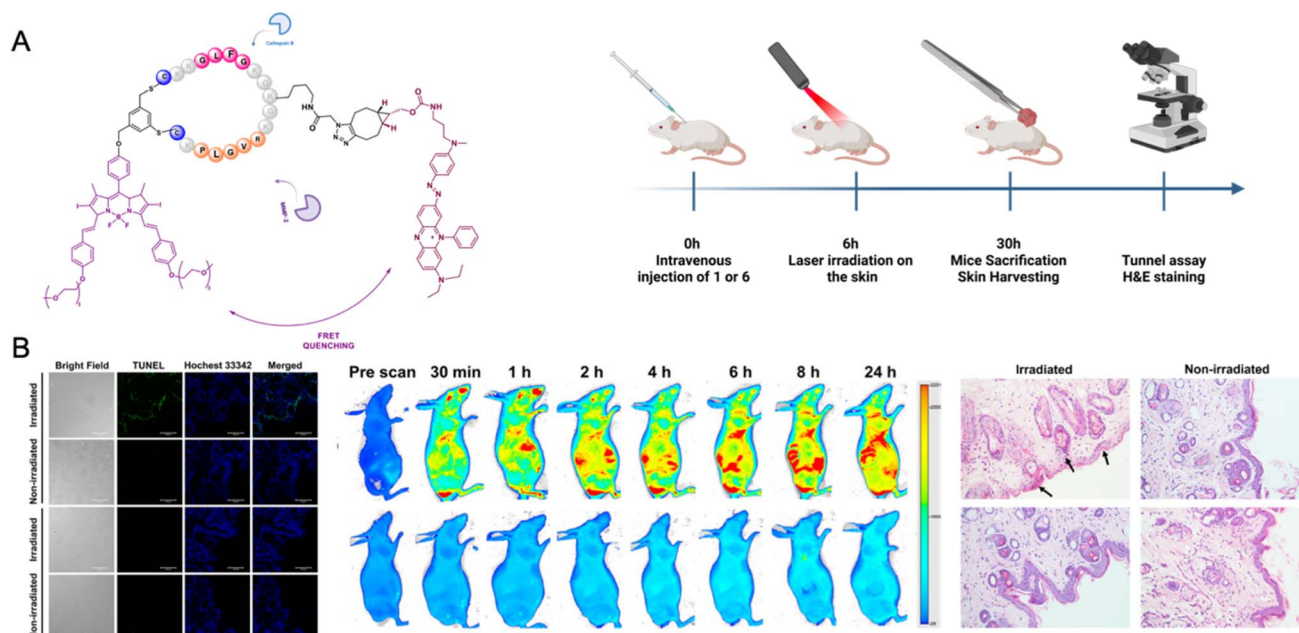 A
Cathepsin B
G L F G
C
S
S
C
P L G V R
MMP-2
FRET
QUENCHING
0h
Intravenous
injection of 1 or 6
6h
Laser irradiation on
the skin
30h
Mice Sacrification
Skin Harvesting
Tunnel assay
H&E staining
B
Bright Field TUNEL Hochest 33342 Merged
Irradiated
Non-irradiated
Irradiated
Non-irradiated
Pre scan 30 min 1 h 2 h 4 h 6 h 8 h 24 h
Irradiated Non-irradiated